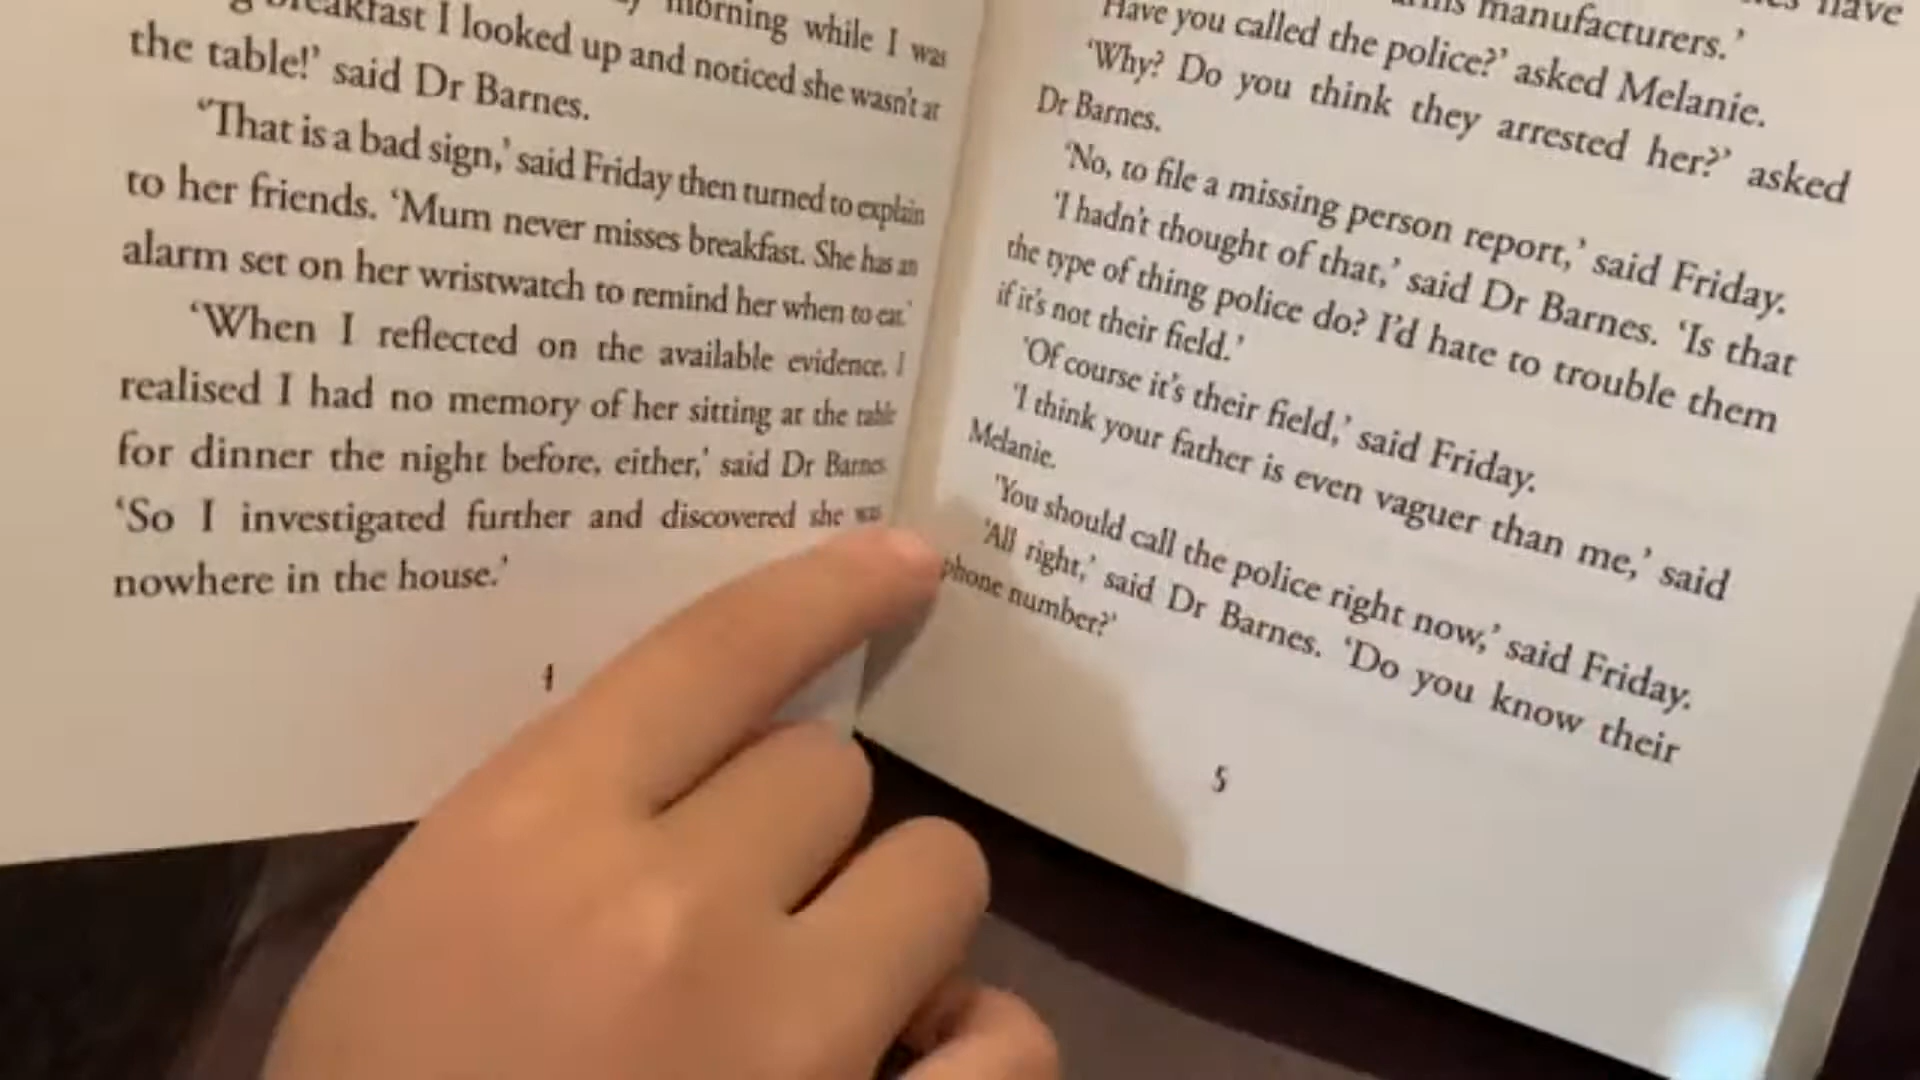 morning while I was
breakfast I looked up and noticed she wasn't at
the table!' said Dr Barnes.
'That is a bad sign,' said Friday then turned to explain
to her friends. 'Mum never misses breakfast. She has an
alarm set on her wristwatch to remind her when to eat.'
'When I reflected on the available evidence, I
realised I had no memory of her sitting at the table
for dinner the night before, either,' said Dr Barnes.
'So I investigated further and discovered she was
nowhere in the house.'
4
have
manufacturers.'
'Have you called the police?' asked Melanie.
'Why? Do you think they arrested her?' asked
Dr Barnes.
'No, to file a missing person report,' said Friday.
'I hadn't thought of that,' said Dr Barnes. 'Is that
the type of thing police do? I'd hate to trouble them
if it's not their field.'
'Of course it's their field,' said Friday.
'I think your father is even vaguer than me,' said
Melanie.
'You should call the police right now,' said Friday.
'All right,' said Dr Barnes. 'Do you know their
phone number?'
5